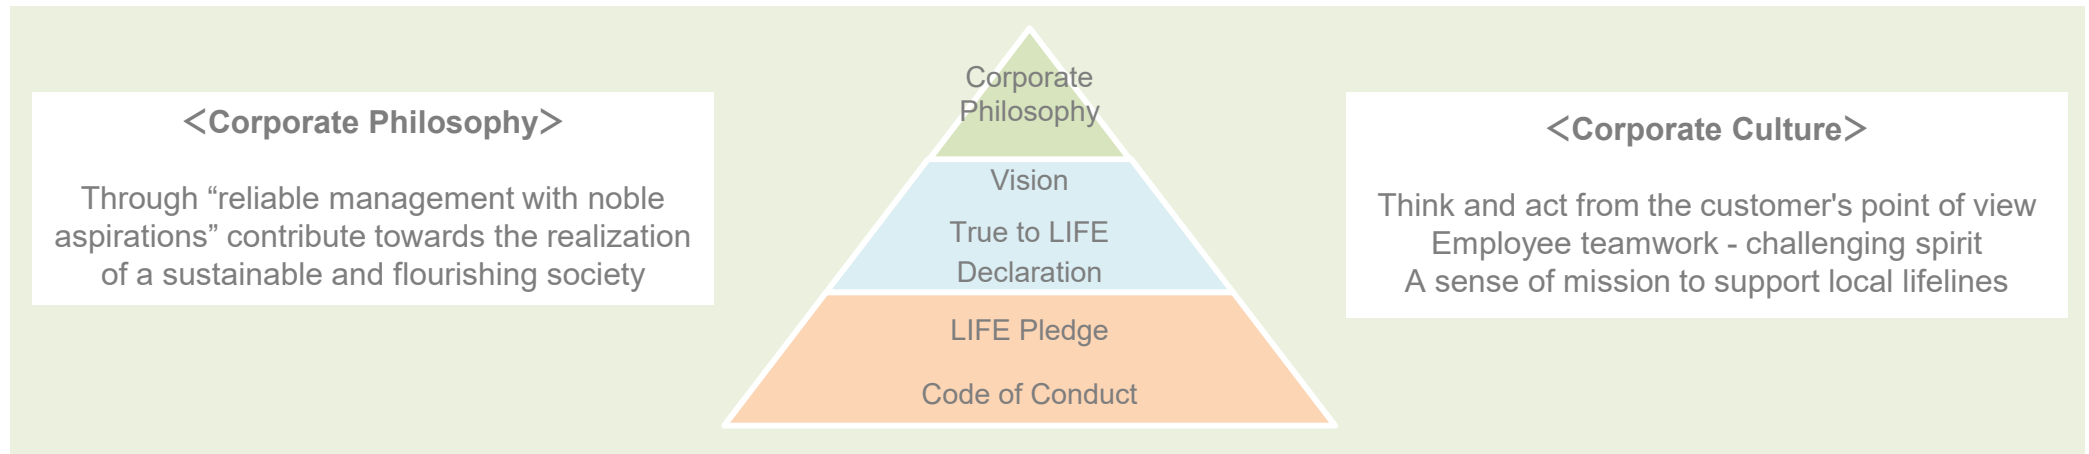 ＜Corporate Philosophy＞
Through “reliable management with noble
aspirations” contribute towards the realization
of a sustainable and flourishing society
Corporate
Philosophy
Vision
True to LIFE
Declaration
LIFE Pledge
Code of Conduct
＜Corporate Culture＞
Think and act from the customer's point of view
Employee teamwork - challenging spirit
A sense of mission to support local lifelines